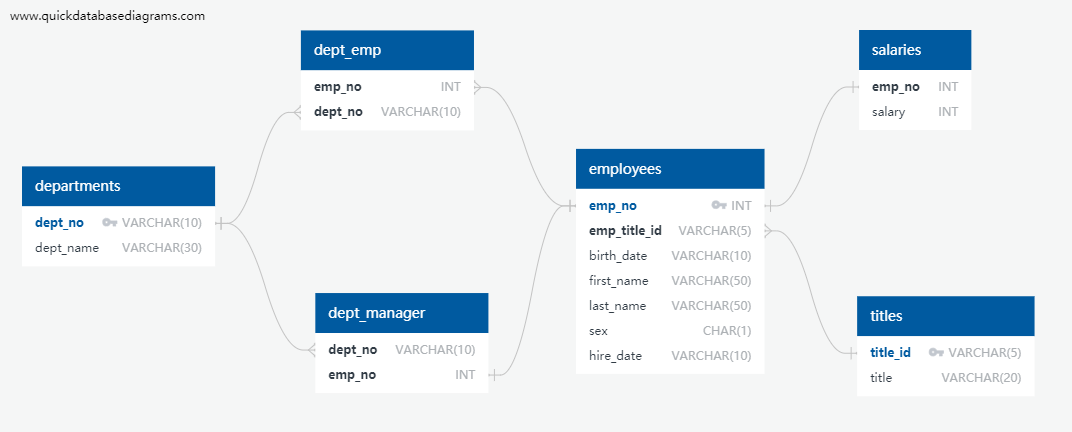 www.quickdatabasediagrams.com
dept_emp
emp_no INT
dept_no VARCHAR(10)
salaries
emp_no INT
salary INT
departments
dept_no VARCHAR(10)
dept_name VARCHAR(30)
employees
emp_no INT
emp_title_id VARCHAR(5)
birth_date VARCHAR(10)
first_name VARCHAR(50)
last_name VARCHAR(50)
sex CHAR(1)
hire_date VARCHAR(10)
dept_manager
dept_no VARCHAR(10)
emp_no INT
titles
title_id VARCHAR(5)
title VARCHAR(20)